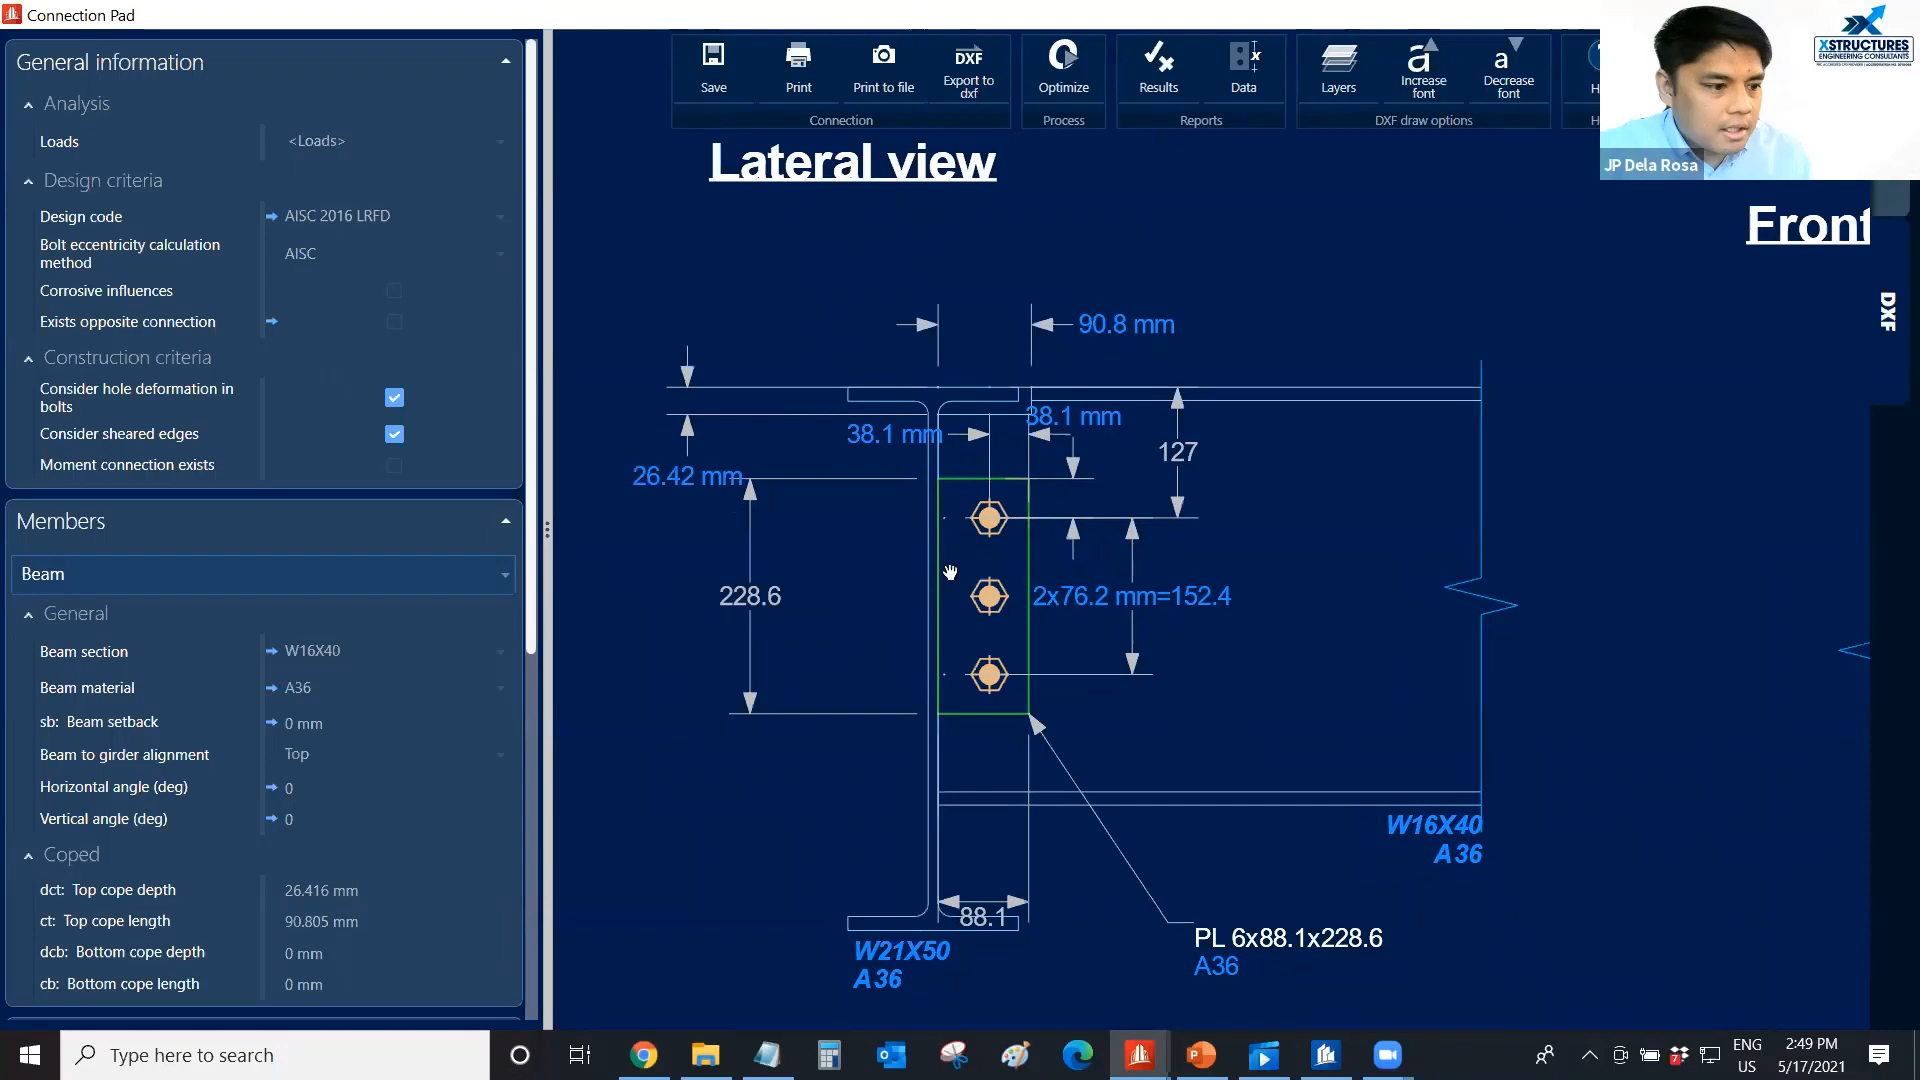 Connection Pad
General information
Analysis
Loads
<Loads>
Design criteria
Design code
AISC 2016 LRFD
Bolt eccentricity calculation
method
AISC
Corrosive influences
Exists opposite connection
Construction criteria
Consider hole deformation in
bolts
Consider sheared edges
Moment connection exists
Members
Beam
General
Beam section
W16X40
Beam material
A36
sb: Beam setback
0 mm
Beam to girder alignment
Top
Horizontal angle (deg)
0
Vertical angle (deg)
0
Coped
dct: Top cope depth
26.416 mm
ct: Top cope length
90.805 mm
dcb: Bottom cope depth
0 mm
cb: Bottom cope length
0 mm
Save
Print
Print to file
DXF
Export to
dxf
Connection
Optimize
Process
Results
Data
Reports
Layers
Increase
font
Decrease
font
DXF draw options
JP Dela Rosa
XSTRUCTURES
ENGINEERING CONSULTANTS
Lateral view
Front
DXF
90.8 mm
38.1 mm
38.1 mm
127
26.42 mm
228.6
2x76.2 mm=152.4
W16X40
A36
88.1
W21X50
A36
PL 6x88.1x228.6
A36
Type here to search
ENG
US
2:49 PM
5/17/2021